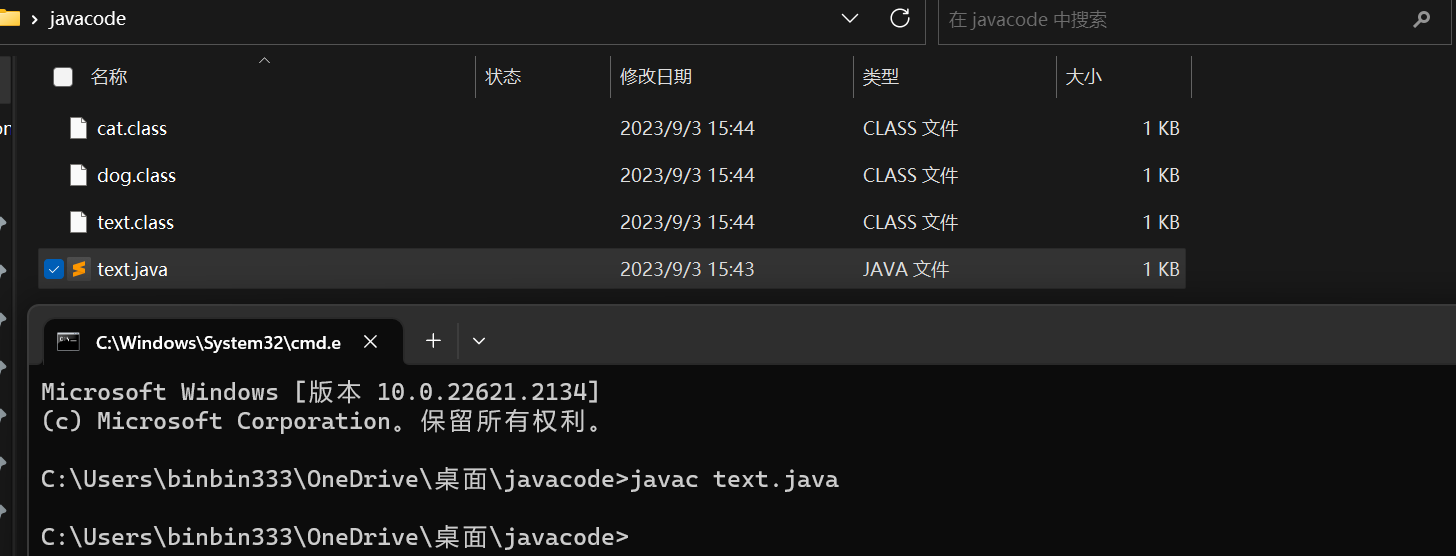 javacode
在 javacode 中搜索
名称 状态 修改日期 类型 大小
cat.class 2023/9/3 15:44 CLASS 文件 1 KB
dog.class 2023/9/3 15:44 CLASS 文件 1 KB
text.class 2023/9/3 15:44 CLASS 文件 1 KB
text.java 2023/9/3 15:43 JAVA 文件 1 KB
C:\Windows\System32\cmd.e
Microsoft Windows [版本 10.0.22621.2134]
(c) Microsoft Corporation。保留所有权利。
C:\Users\binbin333\OneDrive\桌面\javacode>javac text.java
C:\Users\binbin333\OneDrive\桌面\javacode>